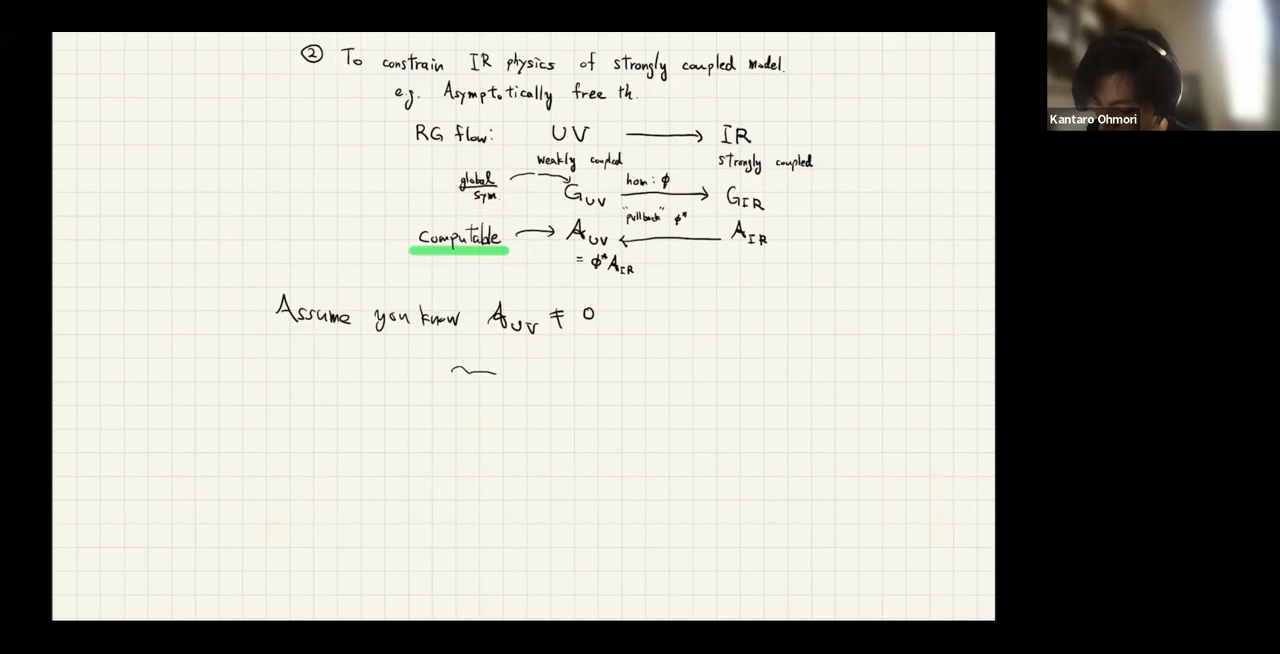 ② To constrain IR physics of strongly coupled model.
e.g. Asymptotically free th.
RG flow: UV → IR
weakly coupled strongly coupled
global sym. G_UV hom: φ → G_IR
"pullback" φ*
Computable → A_UV ← A_IR
= φ* A_IR
Assume you know A_UV ≠ 0
Kantaro Ohmori